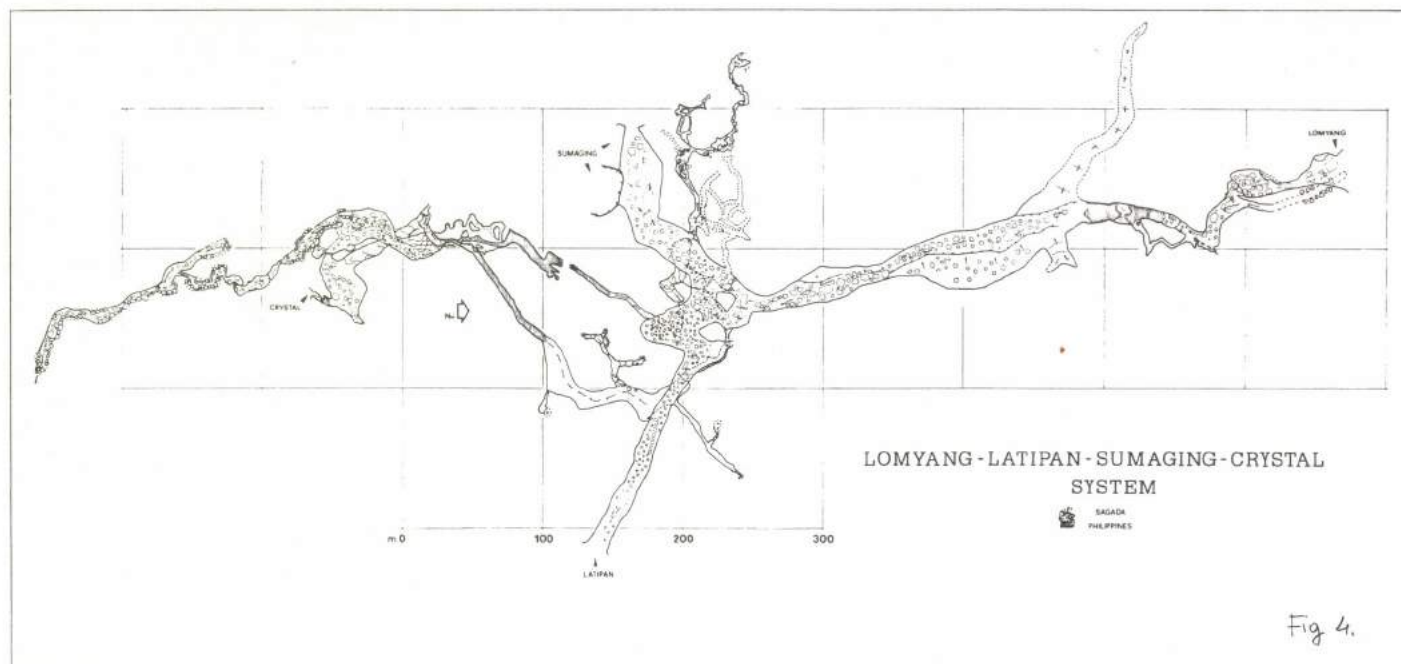 LOMYANG
SUMAGING
CRYSTAL
LOMYANG-LATIPAN-SUMAGING-CRYSTAL
SYSTEM
SAGADA
PHILIPPINES
m 0 100 200 300
LATIPAN
Fig 4.